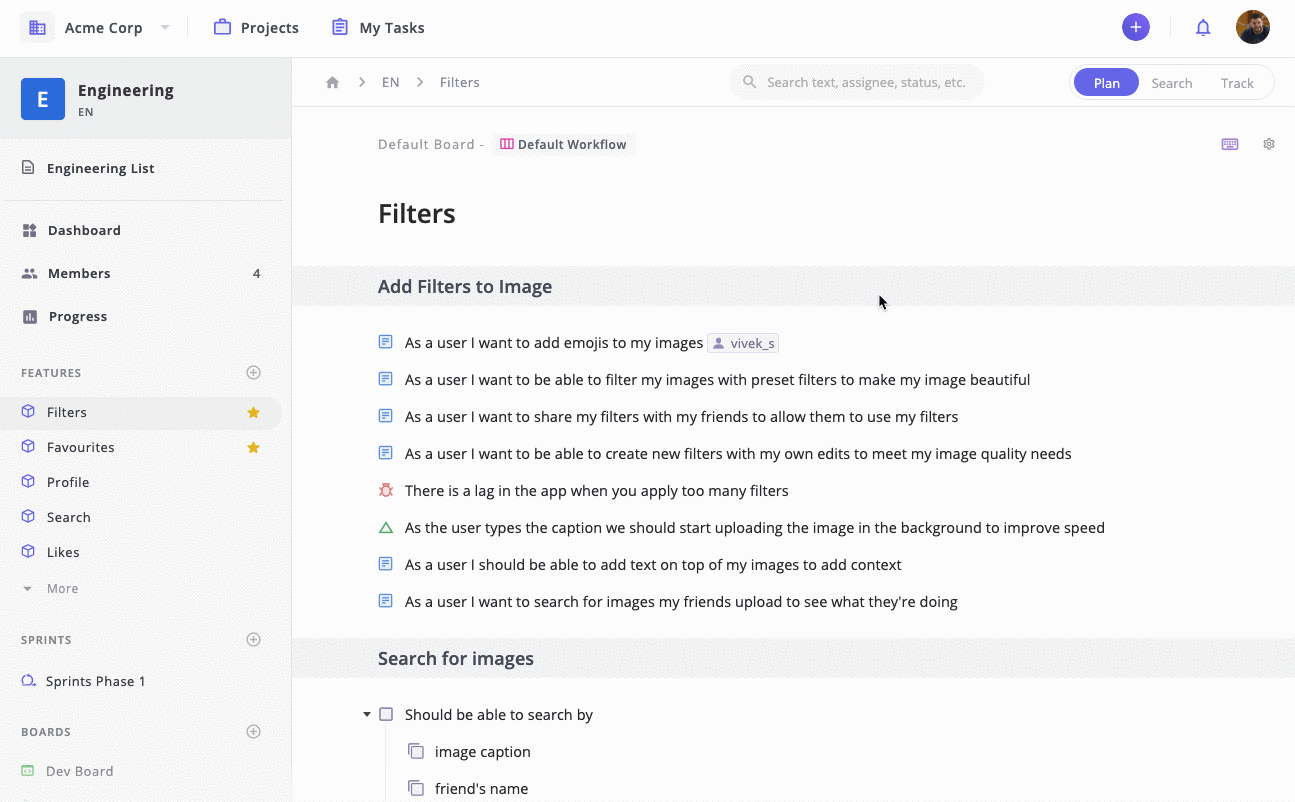 Acme Corp Projects My Tasks
E Engineering
EN
EN Filters
Search text, assignee, status, etc.
Plan Search Track
Engineering List
Dashboard
Members 4
Progress
FEATURES
Filters
Favourites
Profile
Search
Likes
More
SPRINTS
Sprints Phase 1
BOARDS
Dev Board
Default Board - Default Workflow
Filters
Add Filters to Image
As a user I want to add emojis to my images vivek_s
As a user I want to be able to filter my images with preset filters to make my image beautiful
As a user I want to share my filters with my friends to allow them to use my filters
As a user I want to be able to create new filters with my own edits to meet my image quality needs
There is a lag in the app when you apply too many filters
As the user types the caption we should start uploading the image in the background to improve speed
As a user I should be able to add text on top of my images to add context
As a user I want to search for images my friends upload to see what they're doing
Search for images
Should be able to search by
image caption
friend's name